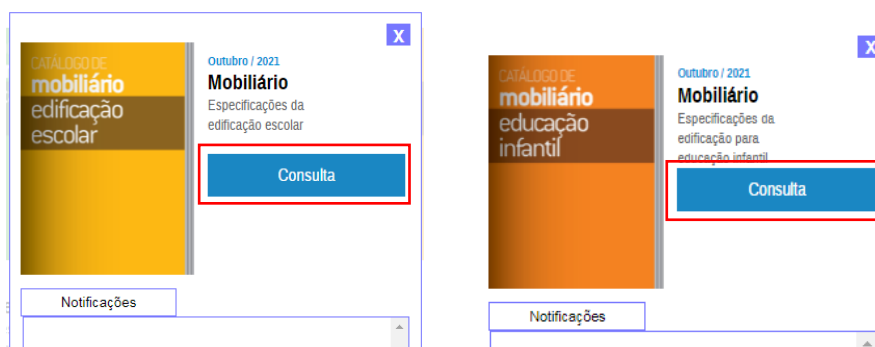 X
CATÁLOGO DE
mobiliário
edificação
escolar
Outubro / 2021
Mobiliário
Especificações da
edificação escolar
Consulta
Notificações
X
CATÁLOGO DE
mobiliário
educação
infantil
Outubro / 2021
Mobiliário
Especificações da
edificação para
educação infantil
Consulta
Notificações